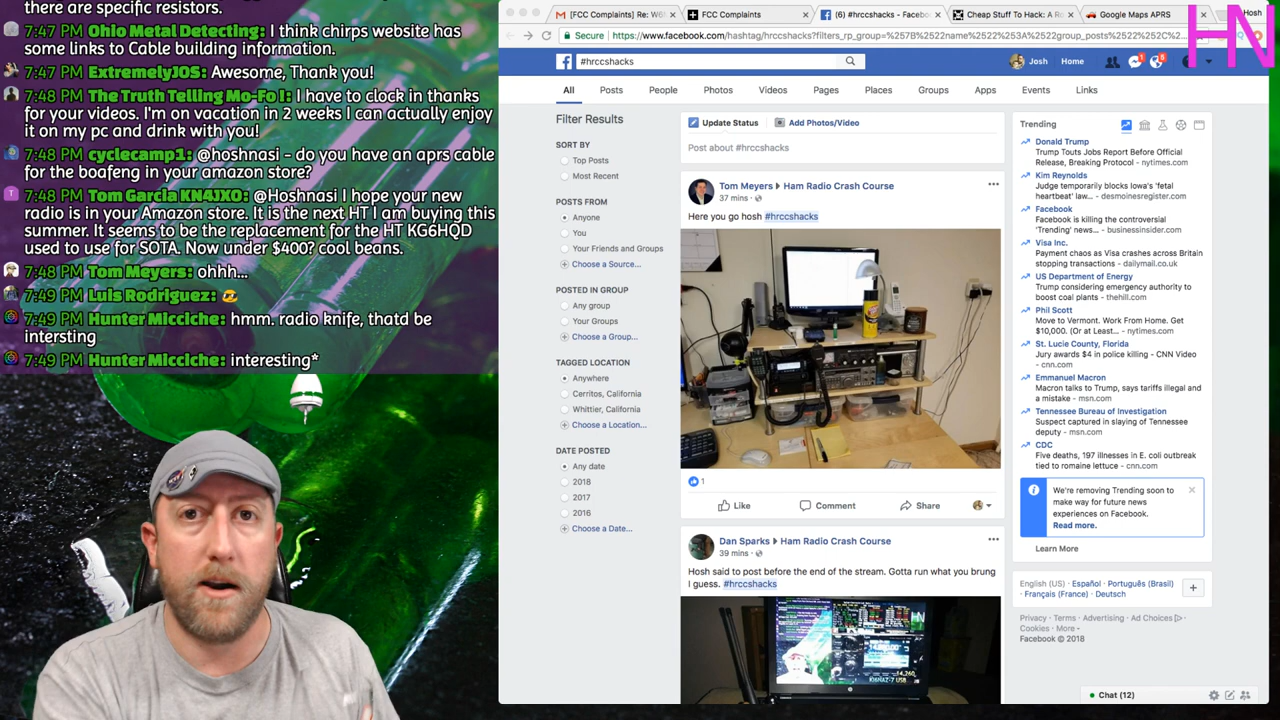 there are specific resistors.
7:47 PM Ohio Metal Detecting: I think chirps website has
some links to Cable building information.
7:47 PM ExtremelyJOS: Awesome, Thank you!
7:48 PM The Truth Telling Mo-Fo !: I have to clock in thanks
for your videos. I'm on vacation in 2 weeks I can actually enjoy
it on my pc and drink with you!
7:48 PM cyclecamp1: @hoshnasi - do you have an aprs cable
for the boafeng in your amazon store?
7:48 PM Tom Garcia KN4JXO: @Hoshnasi I hope your new
radio is in your Amazon store. It is the next HT I am buying this
summer. It seems to be the replacement for the HT KG6HQD
used to use for SOTA. Now under $400? cool beans.
7:48 PM Tom Meyers: ohhh...
7:49 PM Luis Rodriguez: 😎
7:49 PM Hunter Micciche: hmm. radio knife, thatd be
intersting
7:49 PM Hunter Micciche: interesting*
[FCC Complaints] Re: W6
FCC Complaints
(6) #hrccshacks - Facebo
Cheap Stuff To Hack: A R
Google Maps APRS
Hosh
HN
Secure
https://www.facebook.com/hashtag/hrccshacks?filters_rp_group=%257B%2522name%2522%253A%2522group_posts%2522%252C%2...
#hrccshacks
Josh
Home
1
6
All
Posts
People
Photos
Videos
Pages
Places
Groups
Apps
Events
Links
Filter Results
SORT BY
Top Posts
Most Recent
POSTS FROM
Anyone
You
Your Friends and Groups
Choose a Source...
POSTED IN GROUP
Any group
Your Groups
Choose a Group...
TAGGED LOCATION
Anywhere
Cerritos, California
Whittier, California
Choose a Location...
DATE POSTED
Any date
2018
2017
2016
Choose a Date...
Update Status
Add Photos/Video
Post about #hrccshacks
Tom Meyers ▸ Ham Radio Crash Course
37 mins ·
Here you go hosh #hrccshacks
1
Like
Comment
Share
Dan Sparks ▸ Ham Radio Crash Course
39 mins ·
Hosh said to post before the end of the stream. Gotta run what you brung
I guess. #hrccshacks
Trending
Donald Trump
Trump Touts Jobs Report Before Official
Release, Breaking Protocol - nytimes.com
Kim Reynolds
Judge temporarily blocks Iowa's 'fetal
heartbeat' law... - desmoinesregister.com
Facebook
Facebook is killing the controversial
'Trending' news... - businessinsider.com
Visa Inc.
Payment chaos as Visa crashes across Britain
stopping transactions - dailymail.co.uk
US Department of Energy
Trump considering emergency authority to
boost coal plants - thehill.com
Phil Scott
Move to Vermont. Work From Home. Get
$10,000. (Or at Least... - nytimes.com
St. Lucie County, Florida
Jury awards $4 in police killing - CNN Video
- cnn.com
Emmanuel Macron
Macron talks to Trump, says tariffs illegal and
a mistake - msn.com
Tennessee Bureau of Investigation
Suspect captured in slaying of Tennessee
deputy - msn.com
CDC
Five deaths, 197 illnesses in E. coli outbreak
tied to romaine lettuce - cnn.com
We're removing Trending soon to
make way for future news
experiences on Facebook.
Read more.
Learn More
English (US) · Español · Português (Brasil)
· Français (France) · Deutsch
Privacy · Terms · Advertising · Ad Choices
Cookies · More
Facebook © 2018
Chat (12)